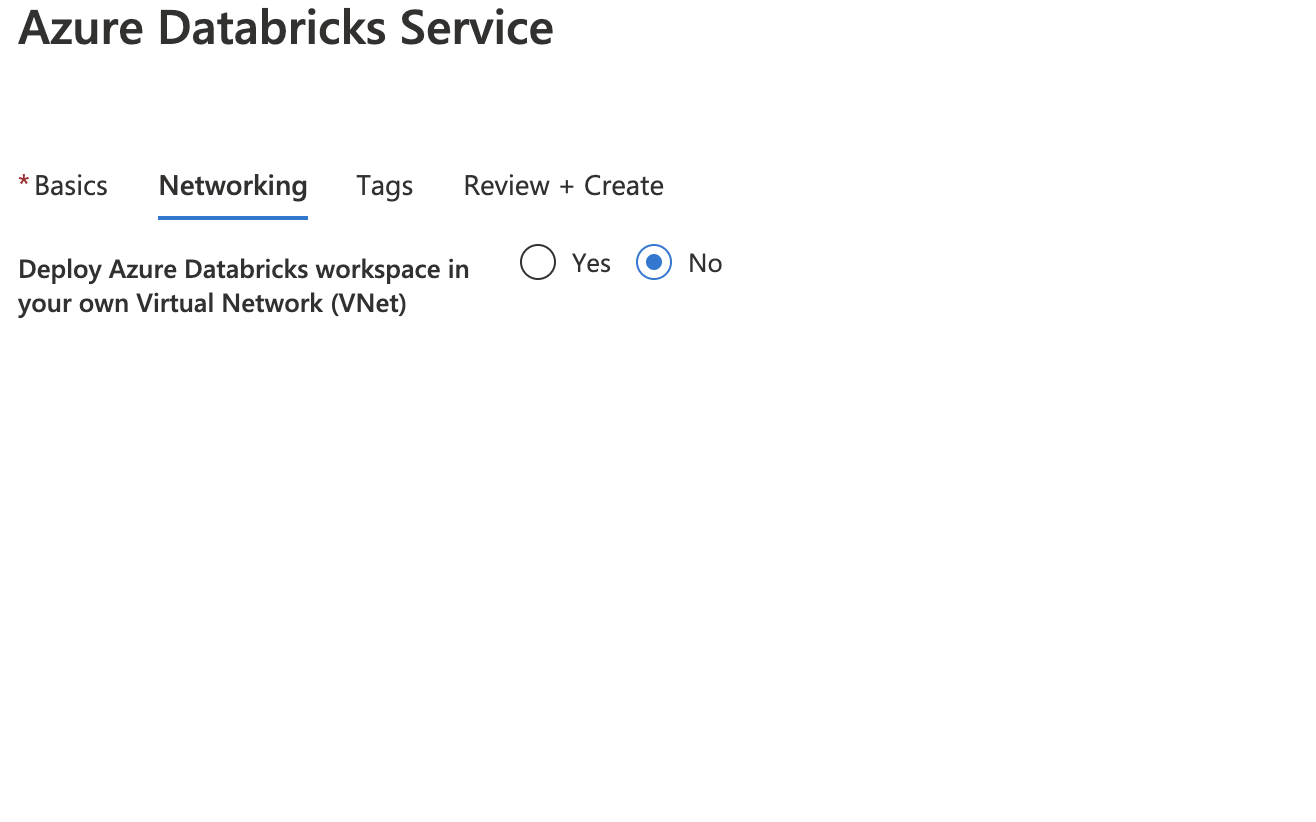 Azure Databricks Service
* Basics Networking Tags Review + Create
Deploy Azure Databricks workspace in your own Virtual Network (VNet)
Yes No